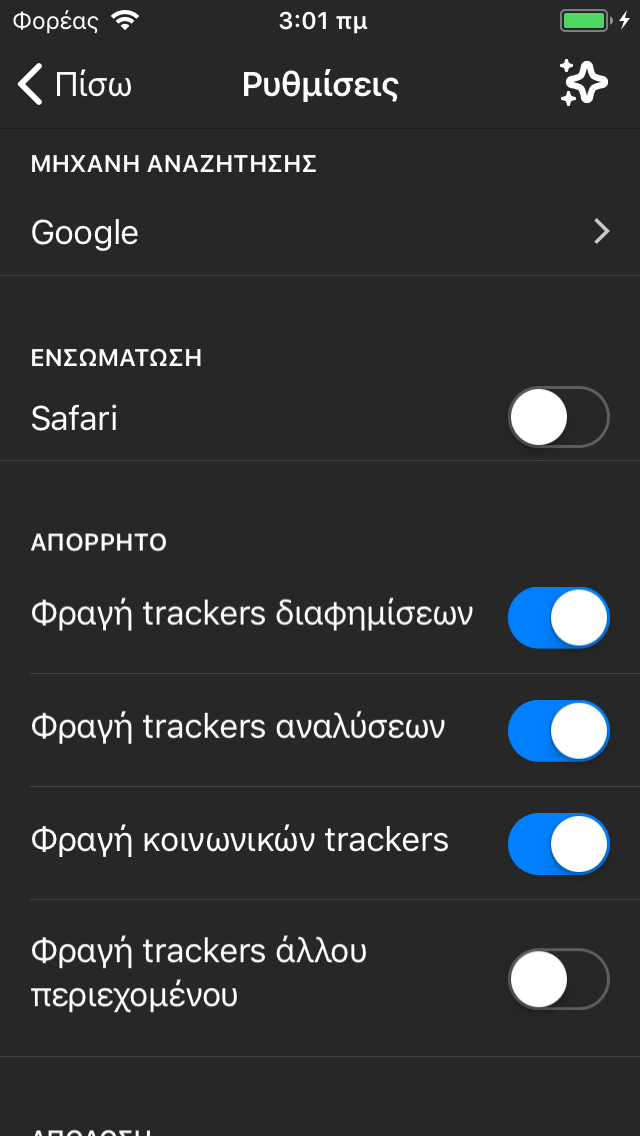 Φορέας 3:01 πμ
Πίσω Ρυθμίσεις
ΜΗΧΑΝΗ ΑΝΑΖΗΤΗΣΗΣ
Google
ΕΝΣΩΜΑΤΩΣΗ
Safari
ΑΠΟΡΡΗΤΟ
Φραγή trackers διαφημίσεων
Φραγή trackers αναλύσεων
Φραγή κοινωνικών trackers
Φραγή trackers άλλου
περιεχομένου